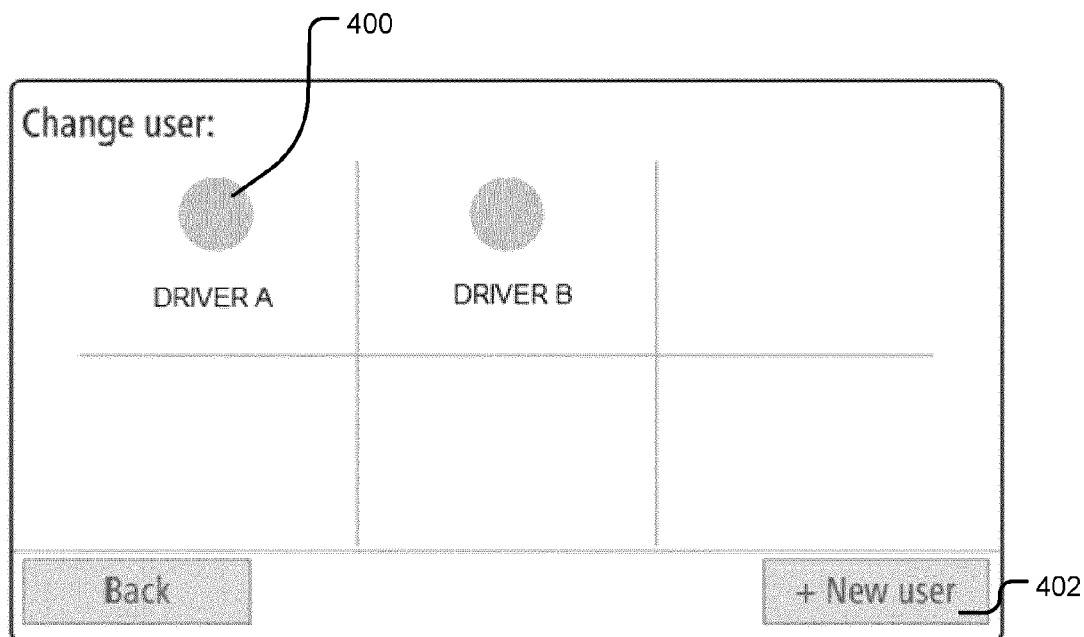 400
Change user:
DRIVER A
DRIVER B
Back
+ New user
402